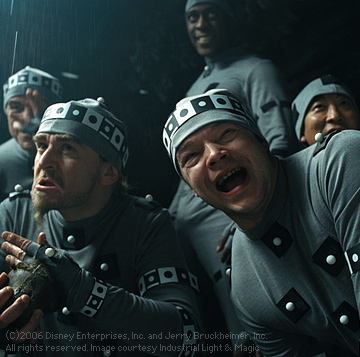 (C)2006 Disney Enterprises, Inc. and Jerry Bruckheimer, Inc.
All rights reserved. Image courtesy Industrial Light & Magic.